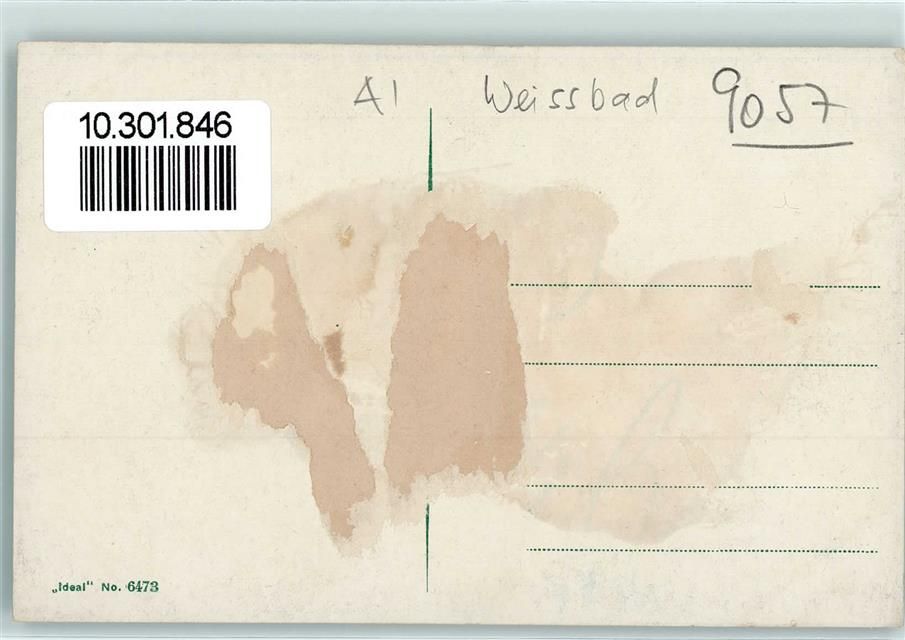 AI Weissbad 9057
10.301.846
„Ideal“ No. 6473